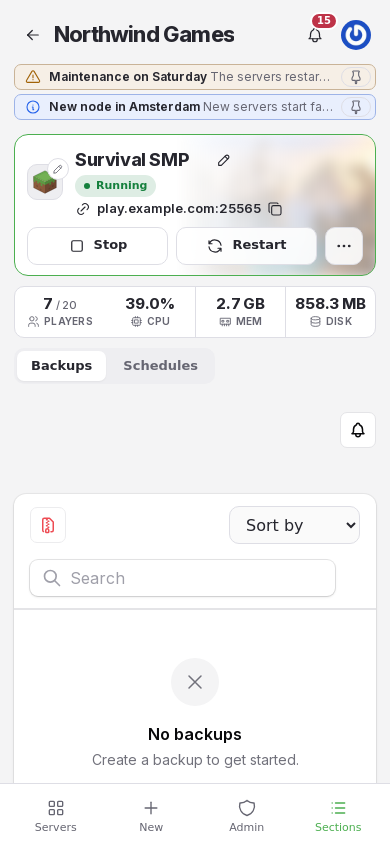 Northwind Games
15
Maintenance on Saturday The servers restar...
New node in Amsterdam New servers start fa...
Survival SMP
Running
play.example.com:25565
Stop
Restart
7 / 20
PLAYERS
39.0%
CPU
2.7 GB
MEM
858.3 MB
DISK
Backups
Schedules
Sort by
Search
No backups
Create a backup to get started.
Servers
New
Admin
Sections